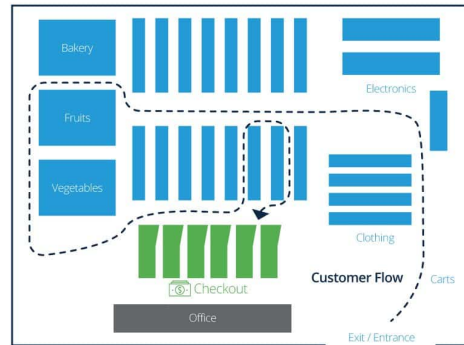 Bakery
Electronics
Fruits
Vegetables
Clothing
Customer Flow
Carts
$
Checkout
Office
Exit / Entrance